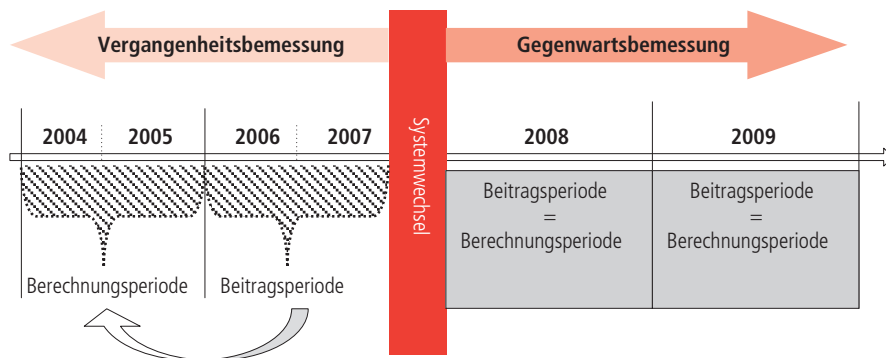 Vergangenheitsbemessung
Gegenwartsbemessung
2004
2005
2006
2007
Systemwechsel
2008
2009
Berechnungsperiode
Beitragsperiode
Beitragsperiode
=
Berechnungsperiode
Beitragsperiode
=
Berechnungsperiode